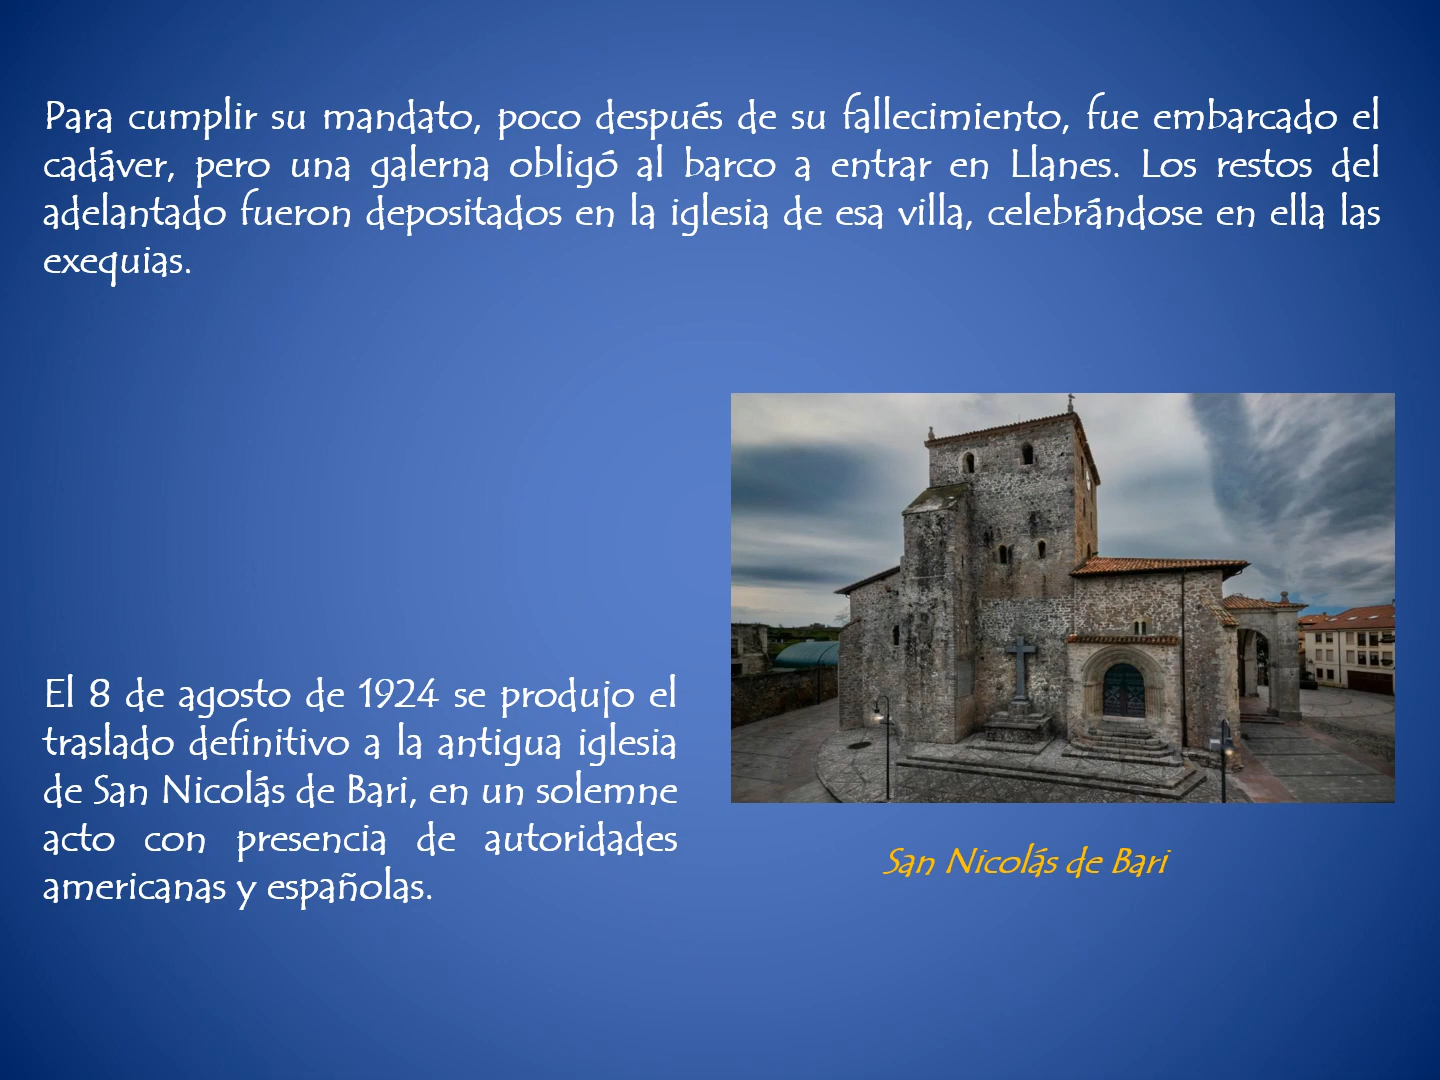 Para cumplir su mandato, poco después de su fallecimiento, fue embarcado el
cadáver, pero una galerna obligó al barco a entrar en Llanes. Los restos del
adelantado fueron depositados en la iglesia de esa villa, celebrándose en ella las
exequias.
El 8 de agosto de 1924 se produjo el
traslado definitivo a la antigua iglesia
de San Nicolás de Bari, en un solemne
acto con presencia de autoridades
americanas y españolas.
San Nicolás de Bari